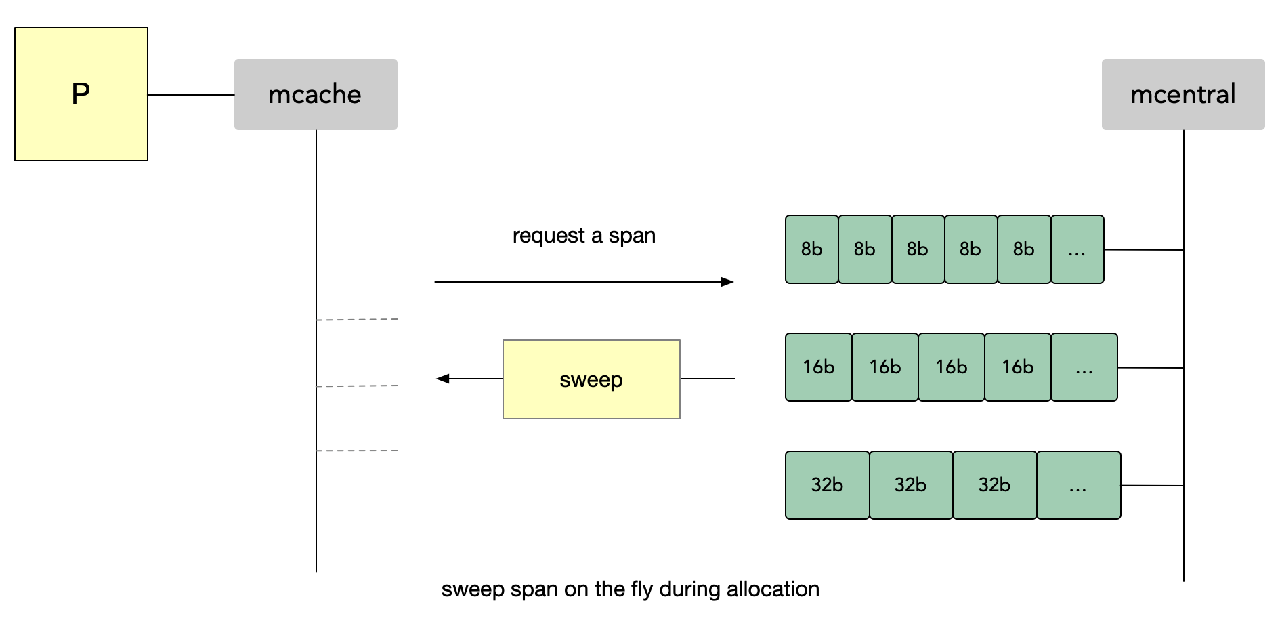 P
mcache
mcentral
request a span
8b 8b 8b 8b 8b ...
16b 16b 16b 16b ...
sweep
32b 32b 32b ...
sweep span on the fly during allocation